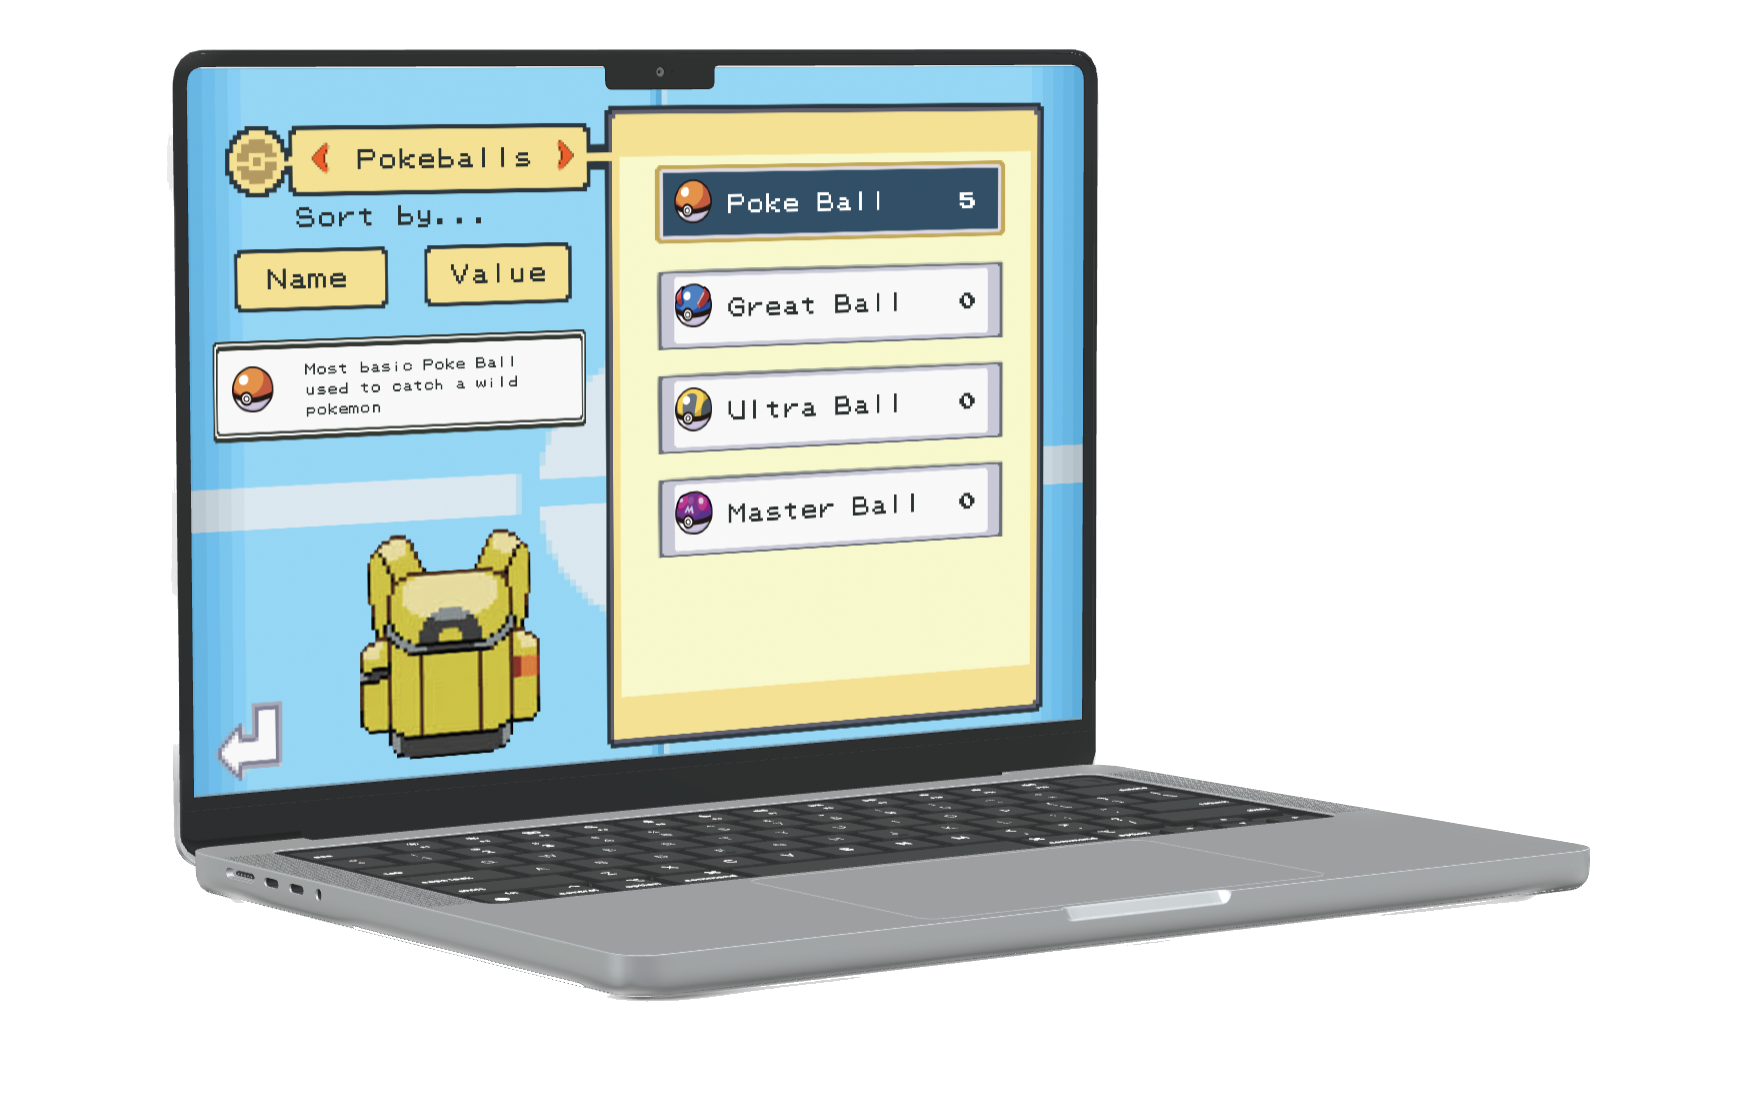 Pokeballs
Sort by...
Name
Value
Most basic Poke Ball
used to catch a wild
pokemon
Poke Ball 5
Great Ball 0
Ultra Ball 0
Master Ball 0